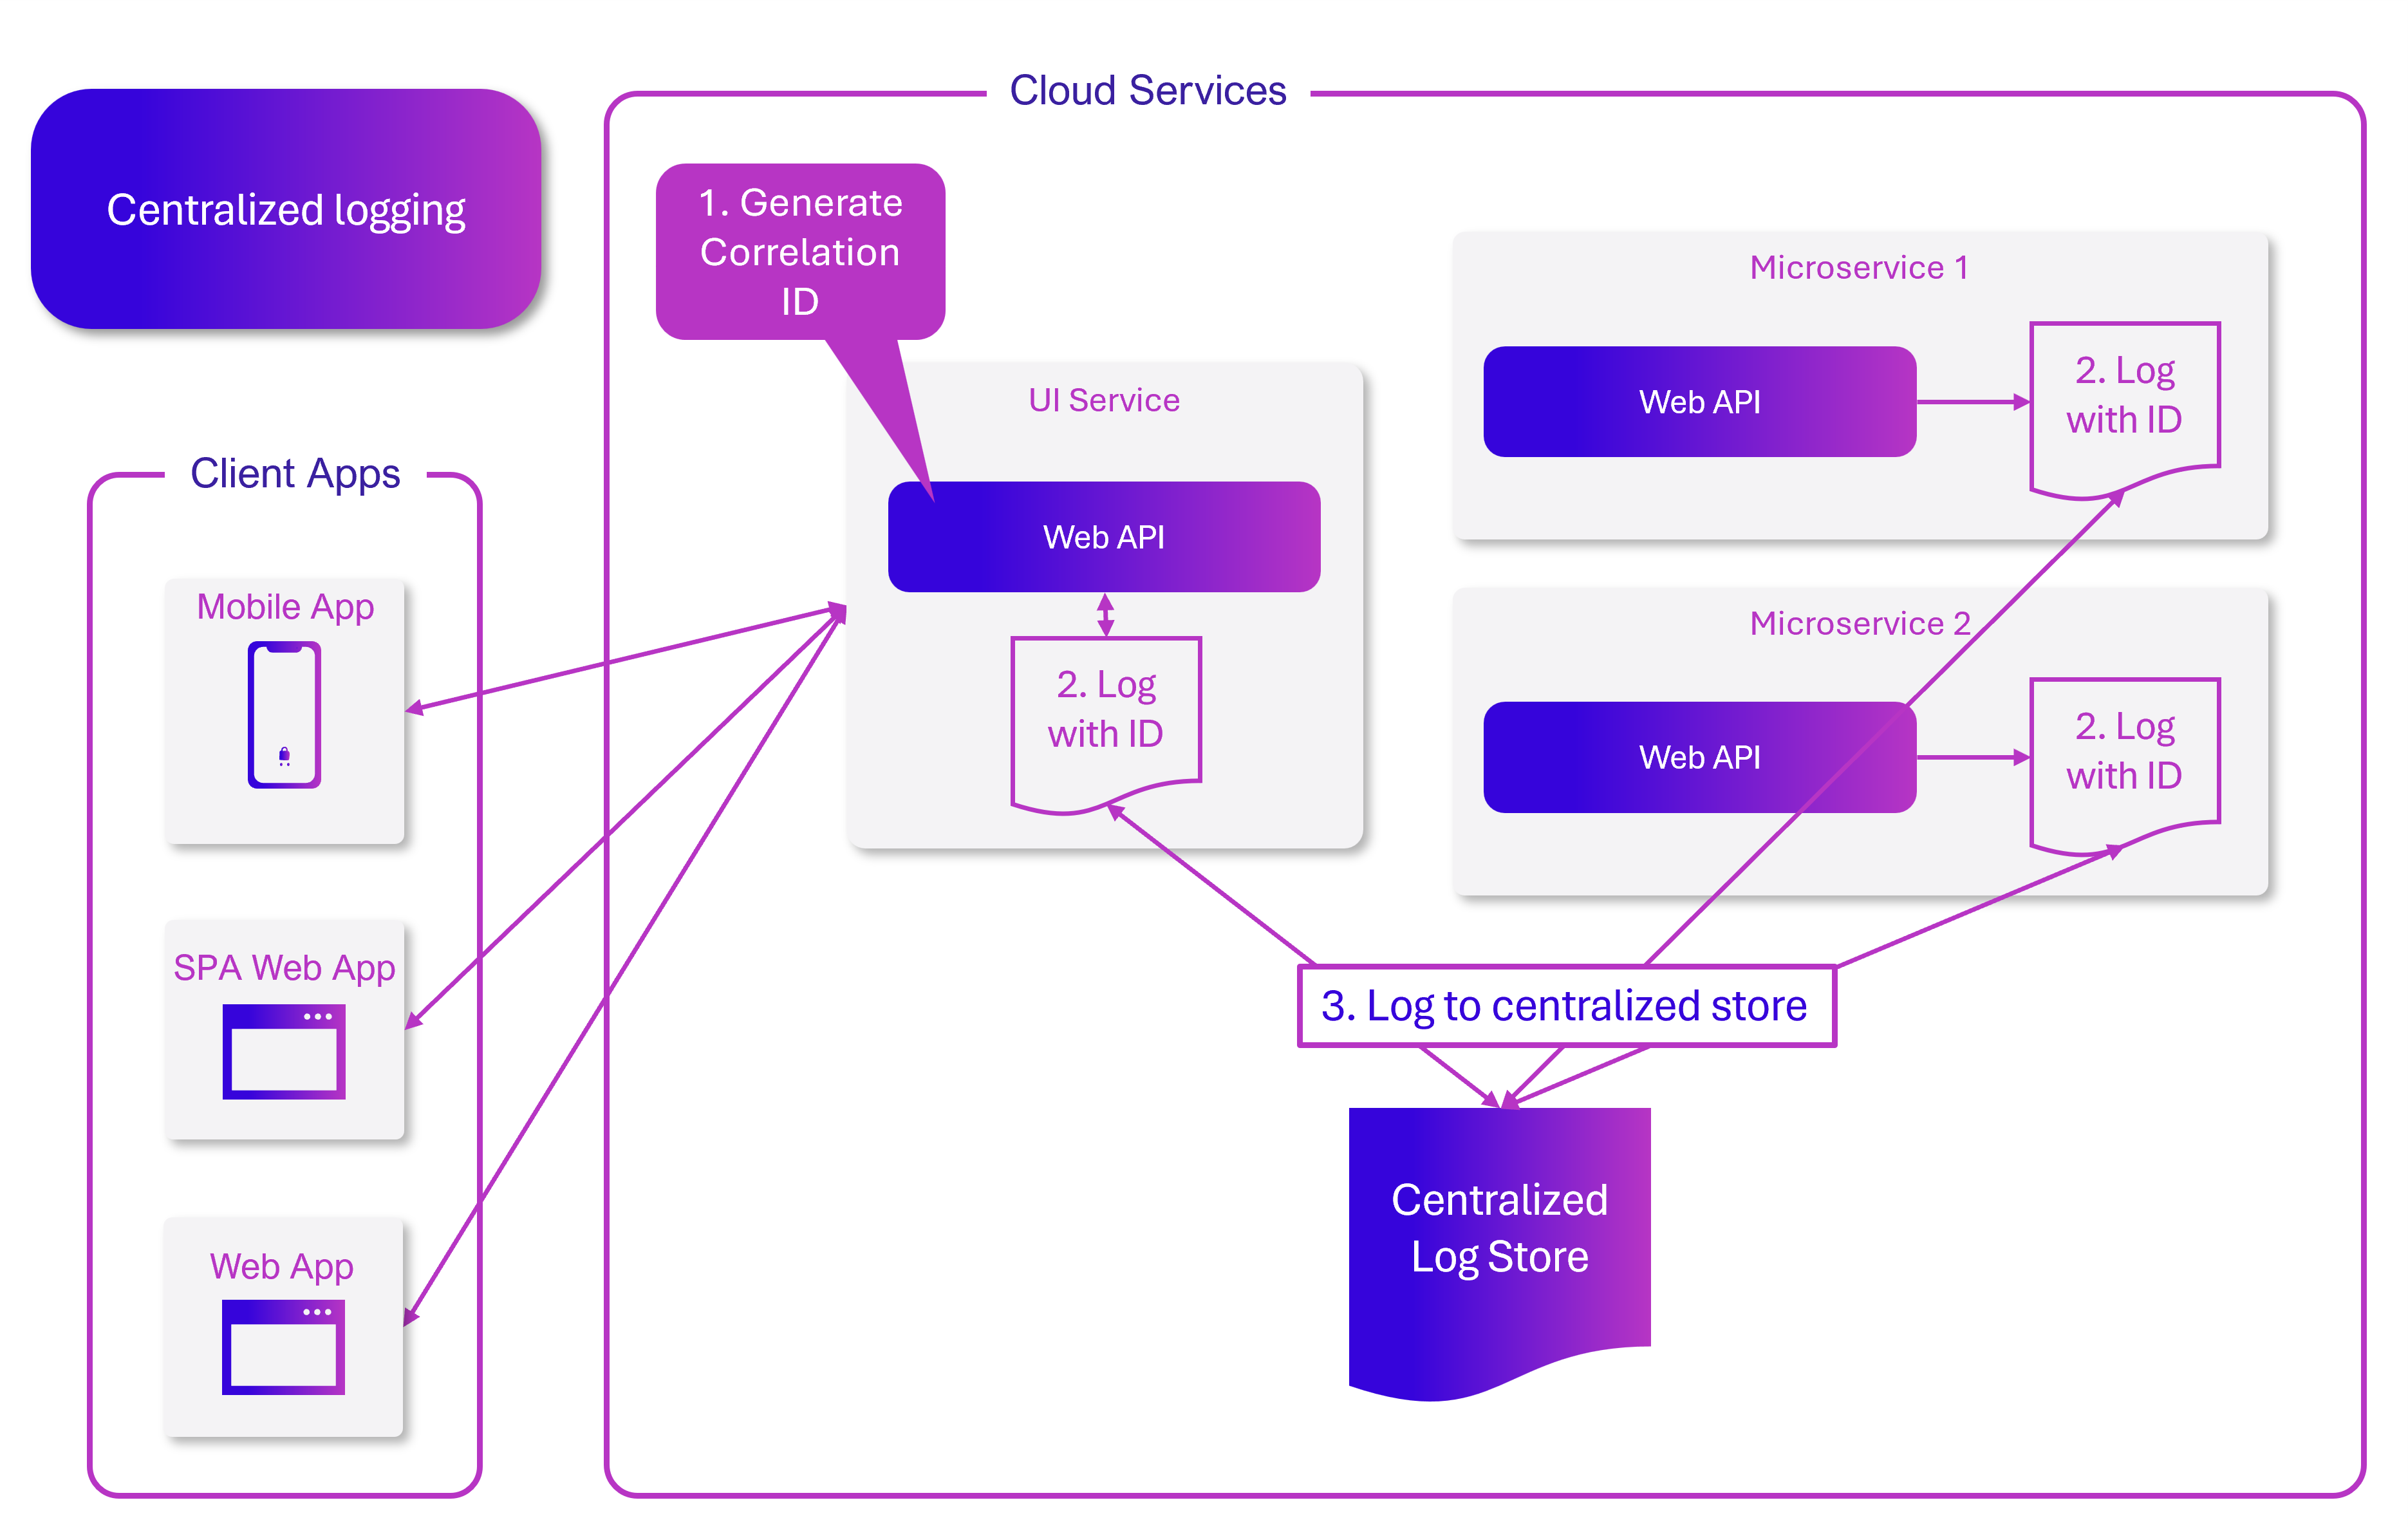 Cloud Services
Centralized logging
1. Generate
Correlation
ID
Microservice 1
Web API
2. Log
with ID
UI Service
Web API
2. Log
with ID
Client Apps
Mobile App
SPA Web App
Web App
Microservice 2
Web API
2. Log
with ID
3. Log to centralized store
Centralized
Log Store